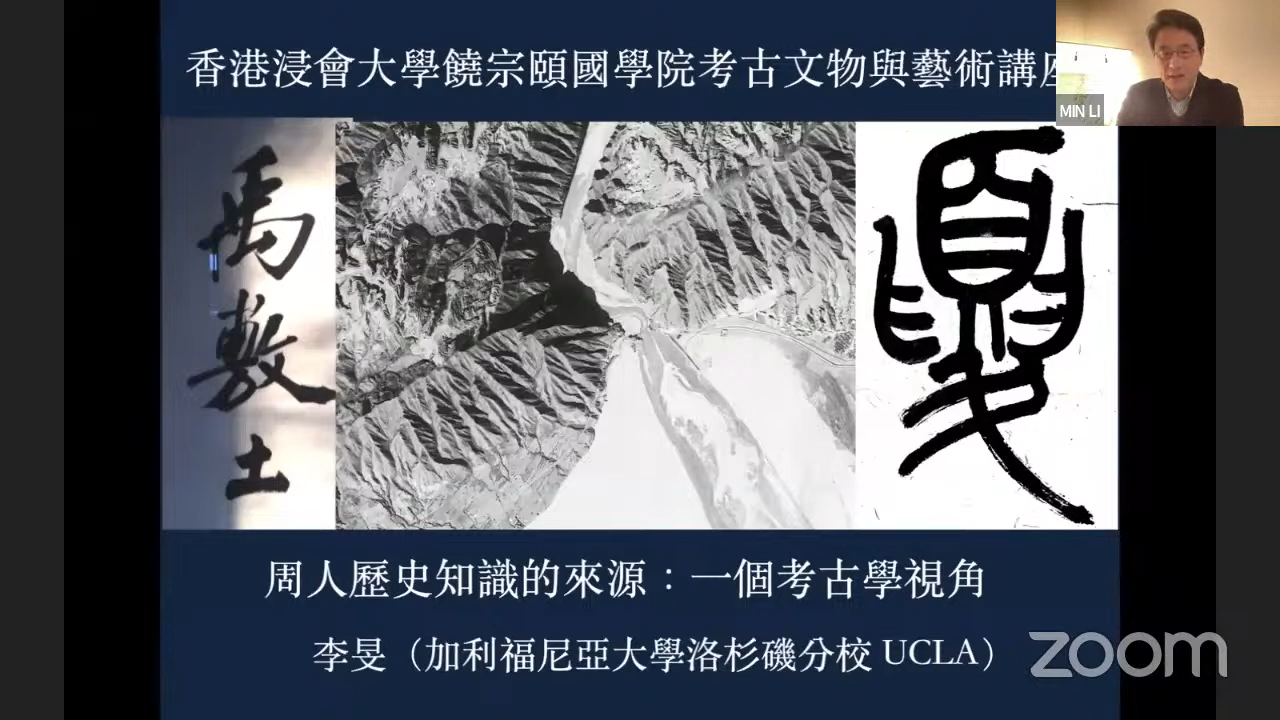 香港浸會大學饒宗頤國學院考古文物與藝術講座
MIN LI
禹
敷
土
夏
周人歷史知識的來源：一個考古學視角
李旻（加利福尼亞大學洛杉磯分校 UCLA）
zoom